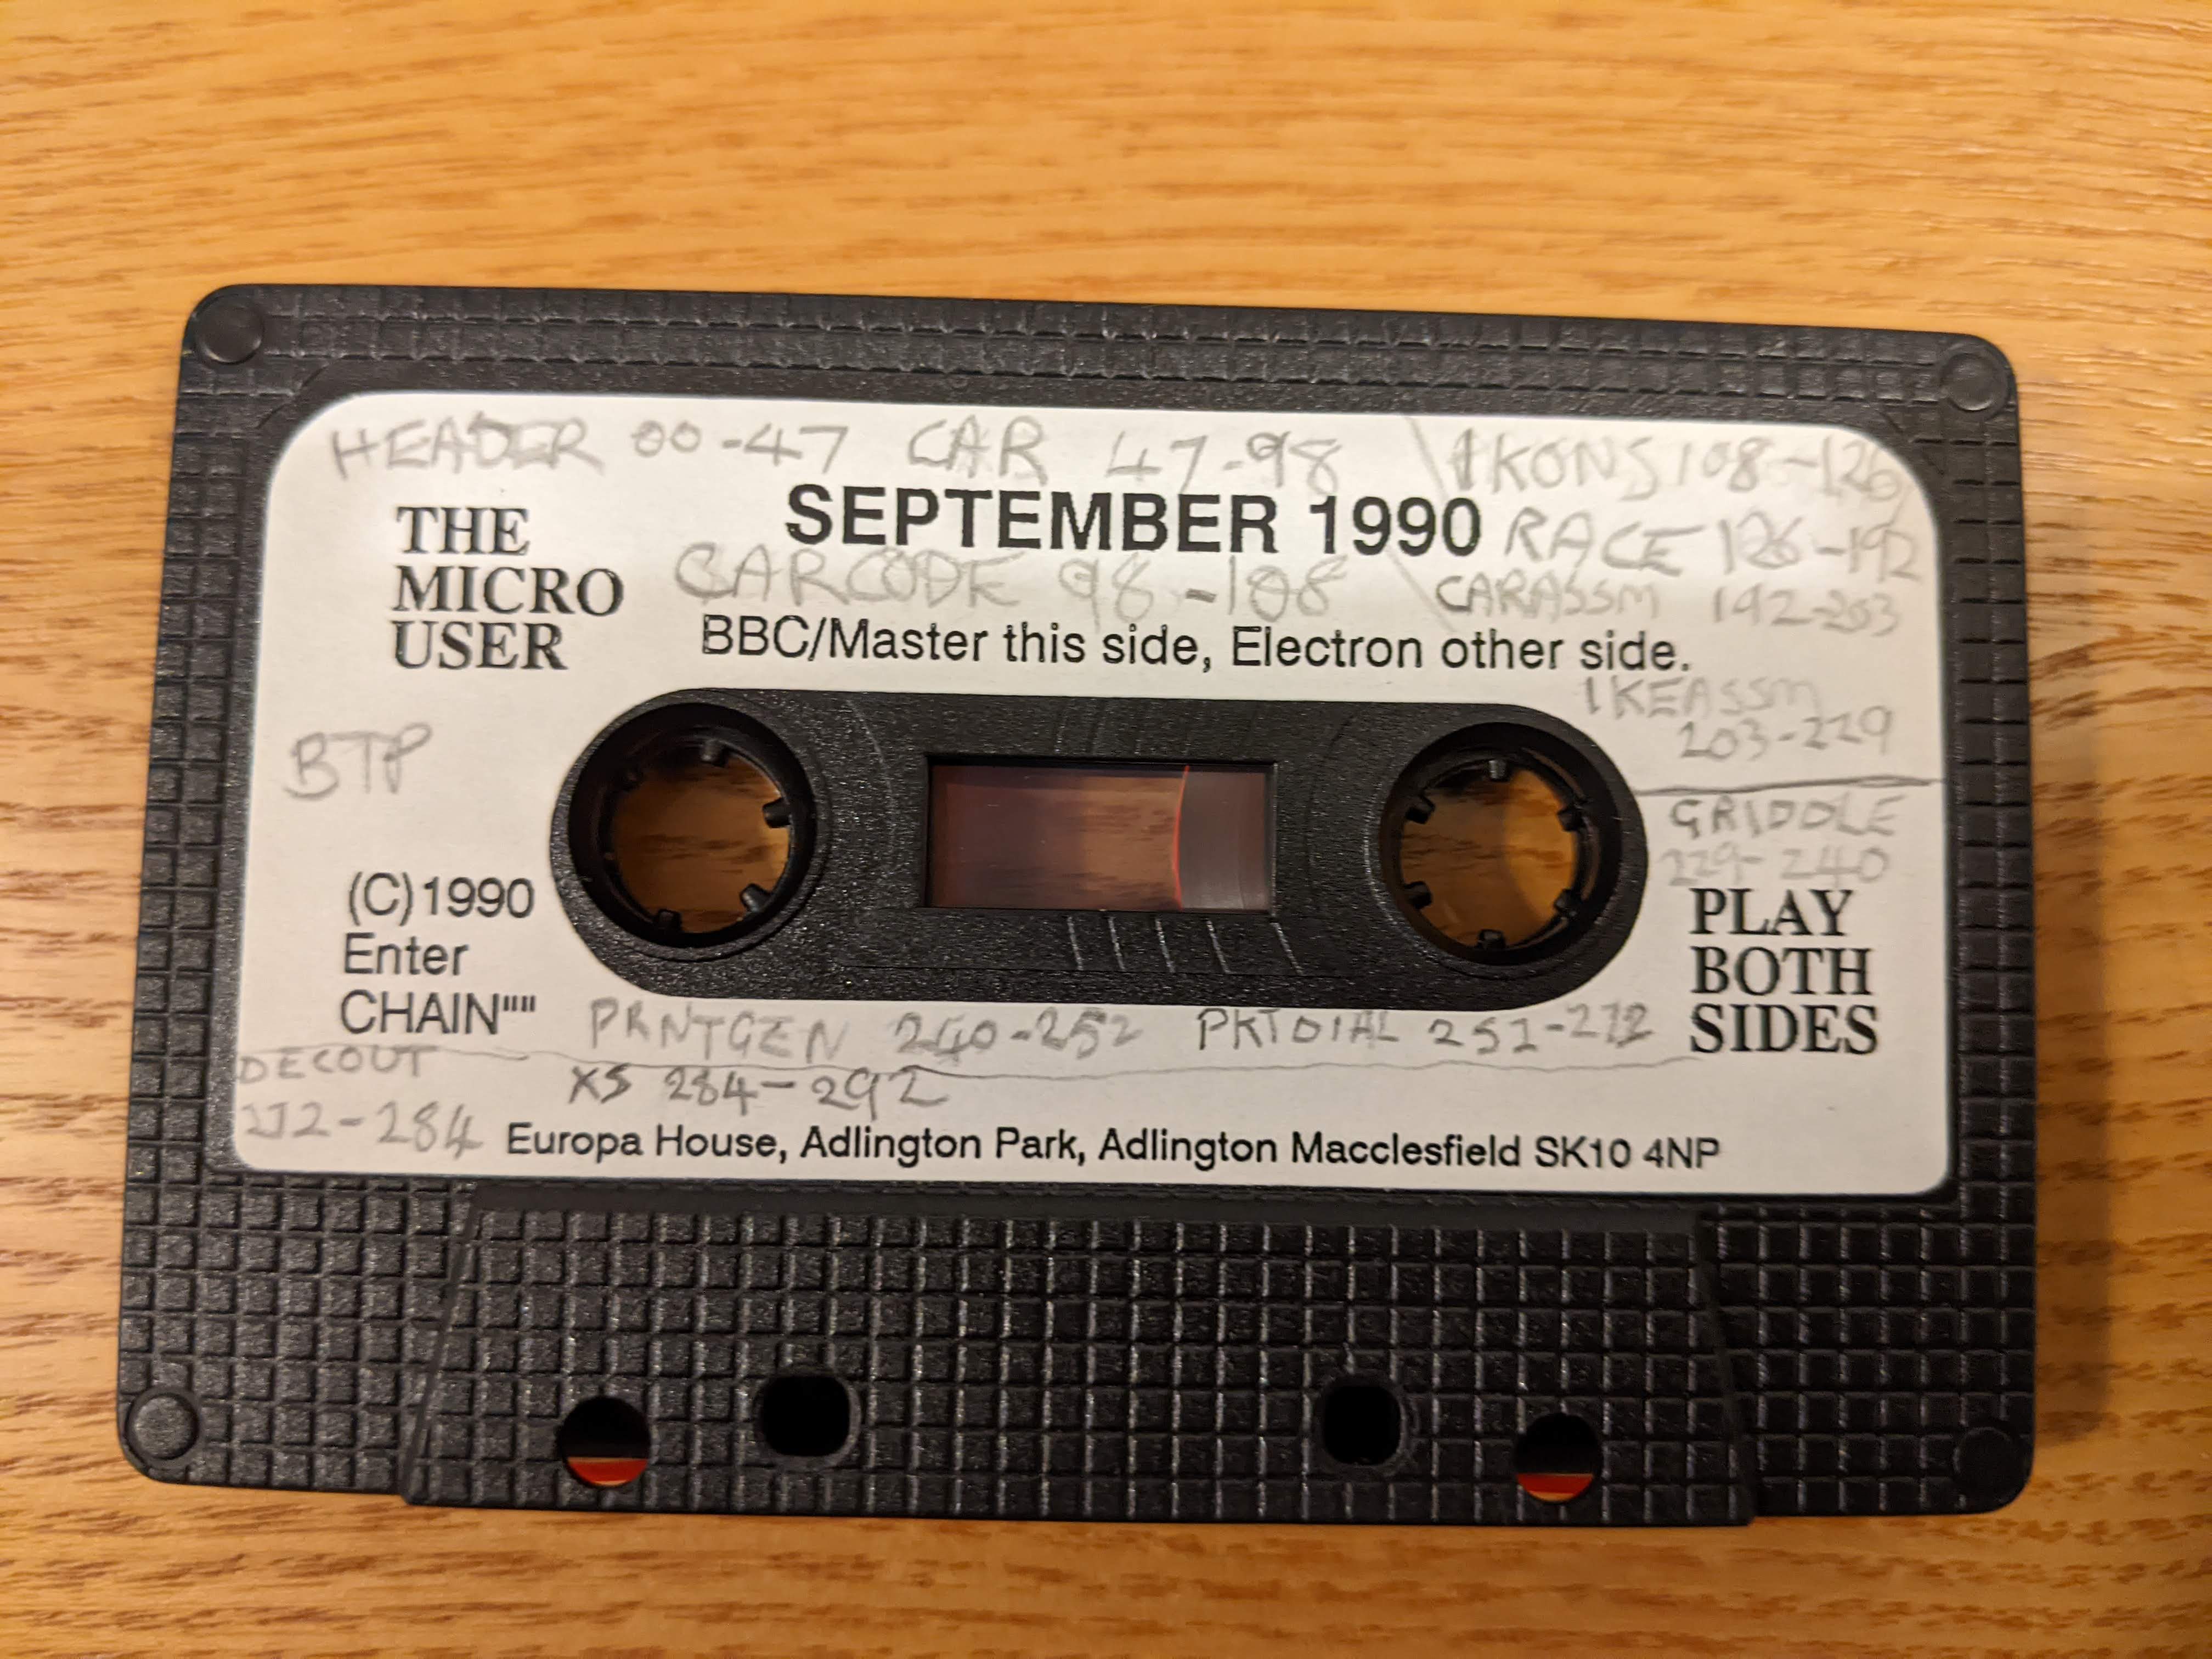 HEADER 00-47 CAR 47-98 IKONS 108-126
SEPTEMBER 1990 RACE 126-192
THE
MICRO
USER
CARCODE 98-108 CARASSM 192-203
BBC/Master this side, Electron other side.
IKEASSM
203-229
BTP
GRIDDLE
229-240
(C)1990
Enter
CHAIN""
PLAY
BOTH
SIDES
PRNTGEN 240-252 PKTDIAL 252-272
DECOUT
272-284
XS 284-292
Europa House, Adlington Park, Adlington Macclesfield SK10 4NP